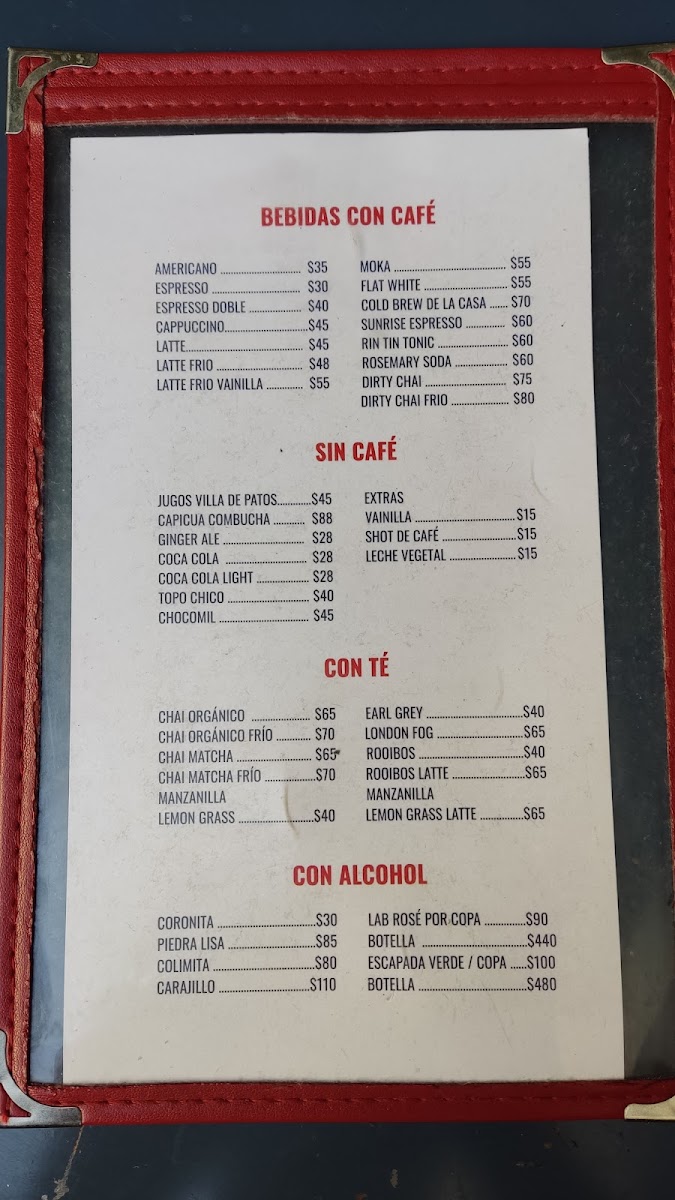 BEBIDAS CON CAFÉ
AMERICANO ............................ $35
ESPRESSO ............................... $30
ESPRESSO DOBLE .................. $40
CAPPUCCINO............................. $45
LATTE........................................ $45
LATTE FRIO .............................. $48
LATTE FRIO VAINILLA ............ $55
MOKA ....................................... $55
FLAT WHITE ............................. $55
COLD BREW DE LA CASA ...... $70
SUNRISE ESPRESSO ............. $60
RIN TIN TONIC ........................ $60
ROSEMARY SODA .................. $60
DIRTY CHAI ............................ $75
DIRTY CHAI FRIO .................... $80
SIN CAFÉ
JUGOS VILLA DE PATOS............$45
CAPICUA COMBUCHA ........... $88
GINGER ALE ............................ $28
COCA COLA ............................ $28
COCA COLA LIGHT .................. $28
TOPO CHICO ............................ $40
CHOCOMIL ............................... $45
EXTRAS
VAINILLA ...................................$15
SHOT DE CAFÉ ..........................$15
LECHE VEGETAL .......................$15
CON TÉ
CHAI ORGÁNICO .................... $65
CHAI ORGÁNICO FRÍO ............ $70
CHAI MATCHA .......................... $65
CHAI MATCHA FRÍO ..................$70
MANZANILLA
LEMON GRASS ..........................$40
EARL GREY .................................$40
LONDON FOG ..............................$65
ROOIBOS ....................................$40
ROOIBOS LATTE .........................$65
MANZANILLA
LEMON GRASS LATTE ...............$65
CON ALCOHOL
CORONITA ..................................$30
PIEDRA LISA ..............................$85
COLIMITA ...................................$80
CARAJILLO ................................$110
LAB ROSÉ POR COPA ..............$90
BOTELLA ....................................$440
ESCAPADA VERDE / COPA ......$100
BOTELLA .....................................$480